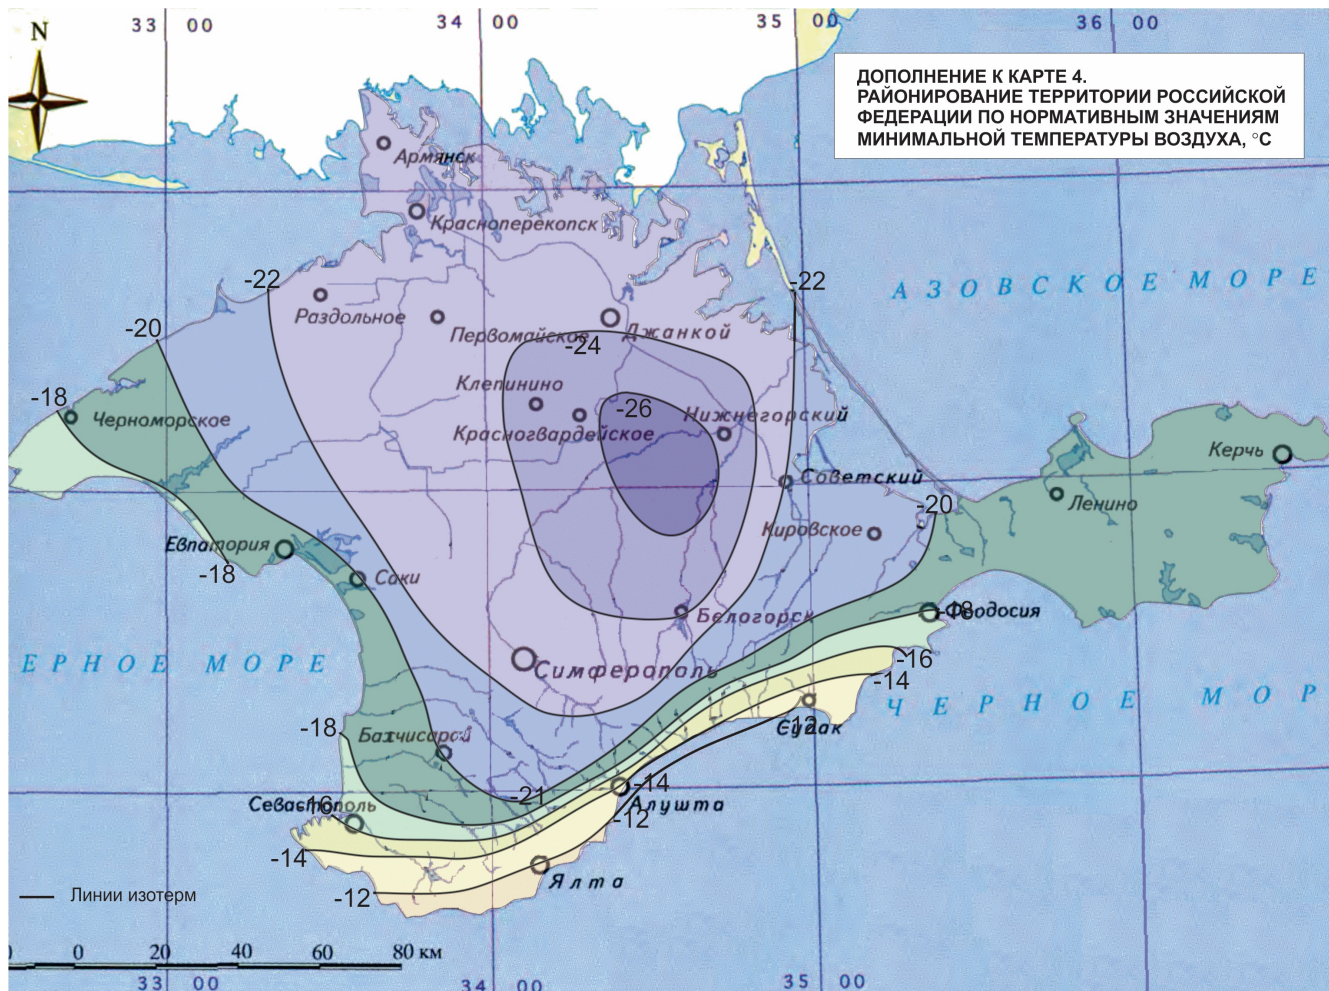 33 00
34 00
35 00
36 00
N
ДОПОЛНЕНИЕ К КАРТЕ 4.
РАЙОНИРОВАНИЕ ТЕРРИТОРИИ РОССИЙСКОЙ
ФЕДЕРАЦИИ ПО НОРМАТИВНЫМ ЗНАЧЕНИЯМ
МИНИМАЛЬНОЙ ТЕМПЕРАТУРЫ ВОЗДУХА, °С
Армянск
Красноперекопск
-22
-22
АЗОВСКОЕ МОРЕ
Раздольное
Первомайское
Джанкой
-20
-24
Клепинино
-18
-26
Нижнегорский
Черноморское
Красногвардейское
Керчь
Советский
Ленино
-20
Кировское
Евпатория
-18
Саки
Белогорск
-18
Феодосия
ЕРНОЕ МОРЕ
Симферополь
-16
-14
ЧЕРНОЕ МОР
-18
Бахчисарай
-12
Судак
-14
-21
Севастополь
-16
Алушта
-12
-14
Ялта
-12
Линии изотерм
0 20 40 60 80 км
33 00
34 00
35 00